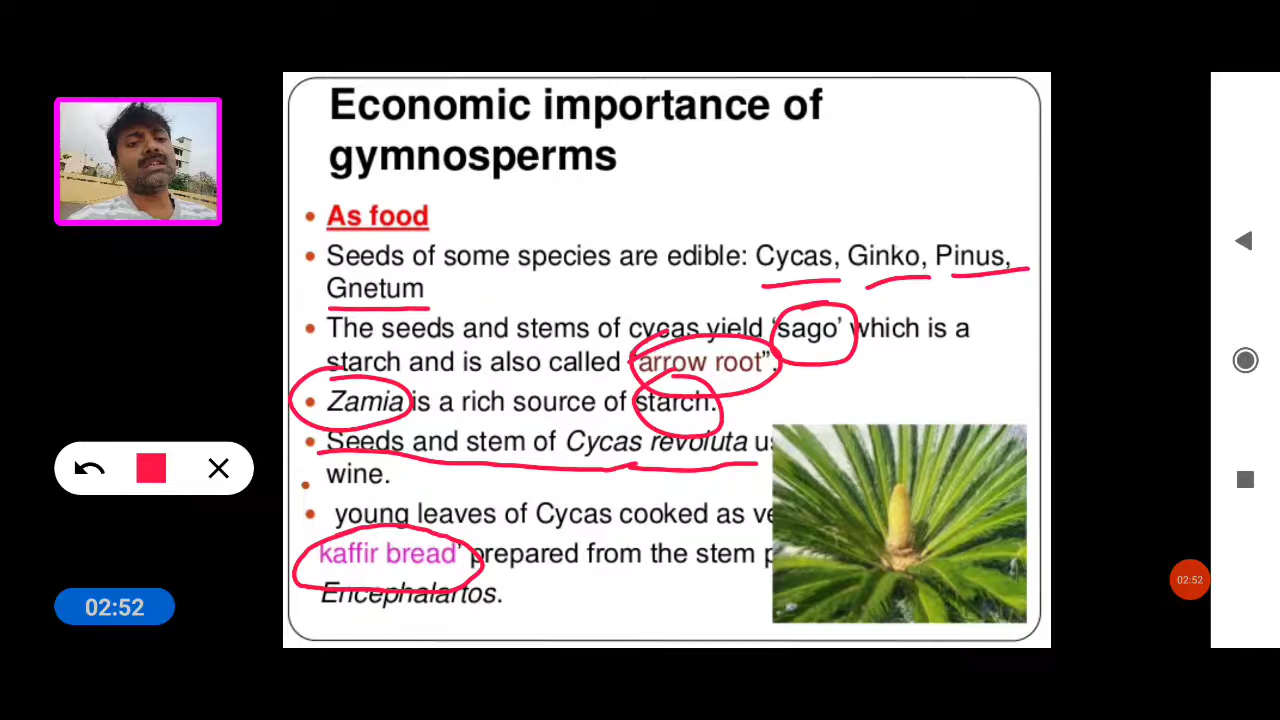 Economic importance of
gymnosperms
As food
Seeds of some species are edible: Cycas, Ginko, Pinus,
Gnetum
The seeds and stems of cycas yield ‘sago’ which is a
starch and is also called “arrow root”.
Zamia is a rich source of starch.
Seeds and stem of Cycas revoluta
wine.
young leaves of Cycas cooked as
kaffir bread’ prepared from the stem
Encephalartos.
02:52
02:52